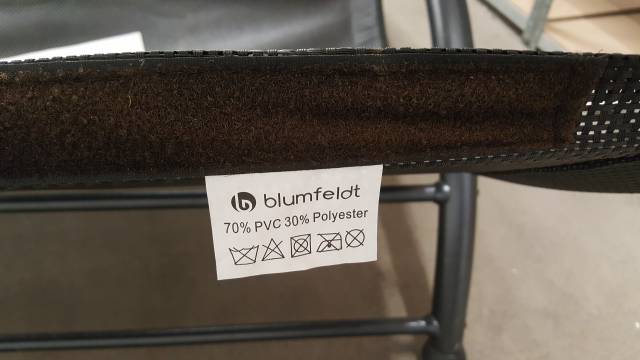 blumfeldt
70% PVC 30% Polyester